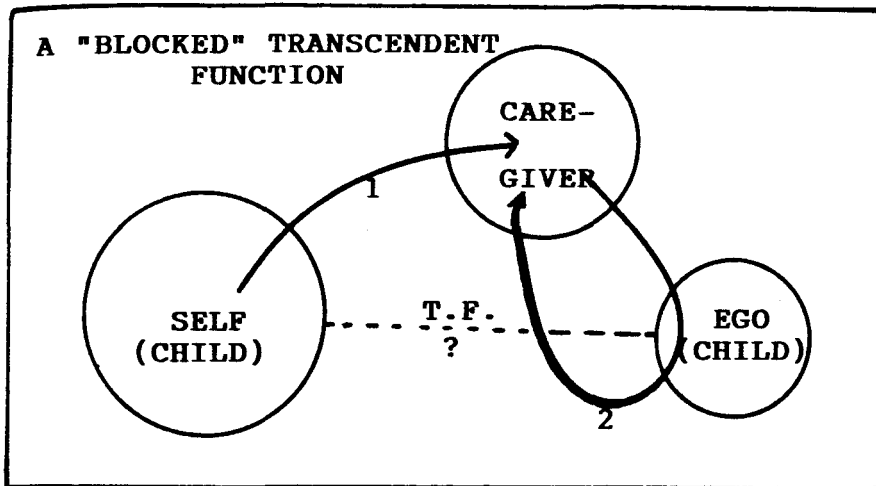 A "BLOCKED" TRANSCENDENT
FUNCTION
CARE-
GIVER
1
SELF
(CHILD)
T.F.
?
EGO
(CHILD)
2